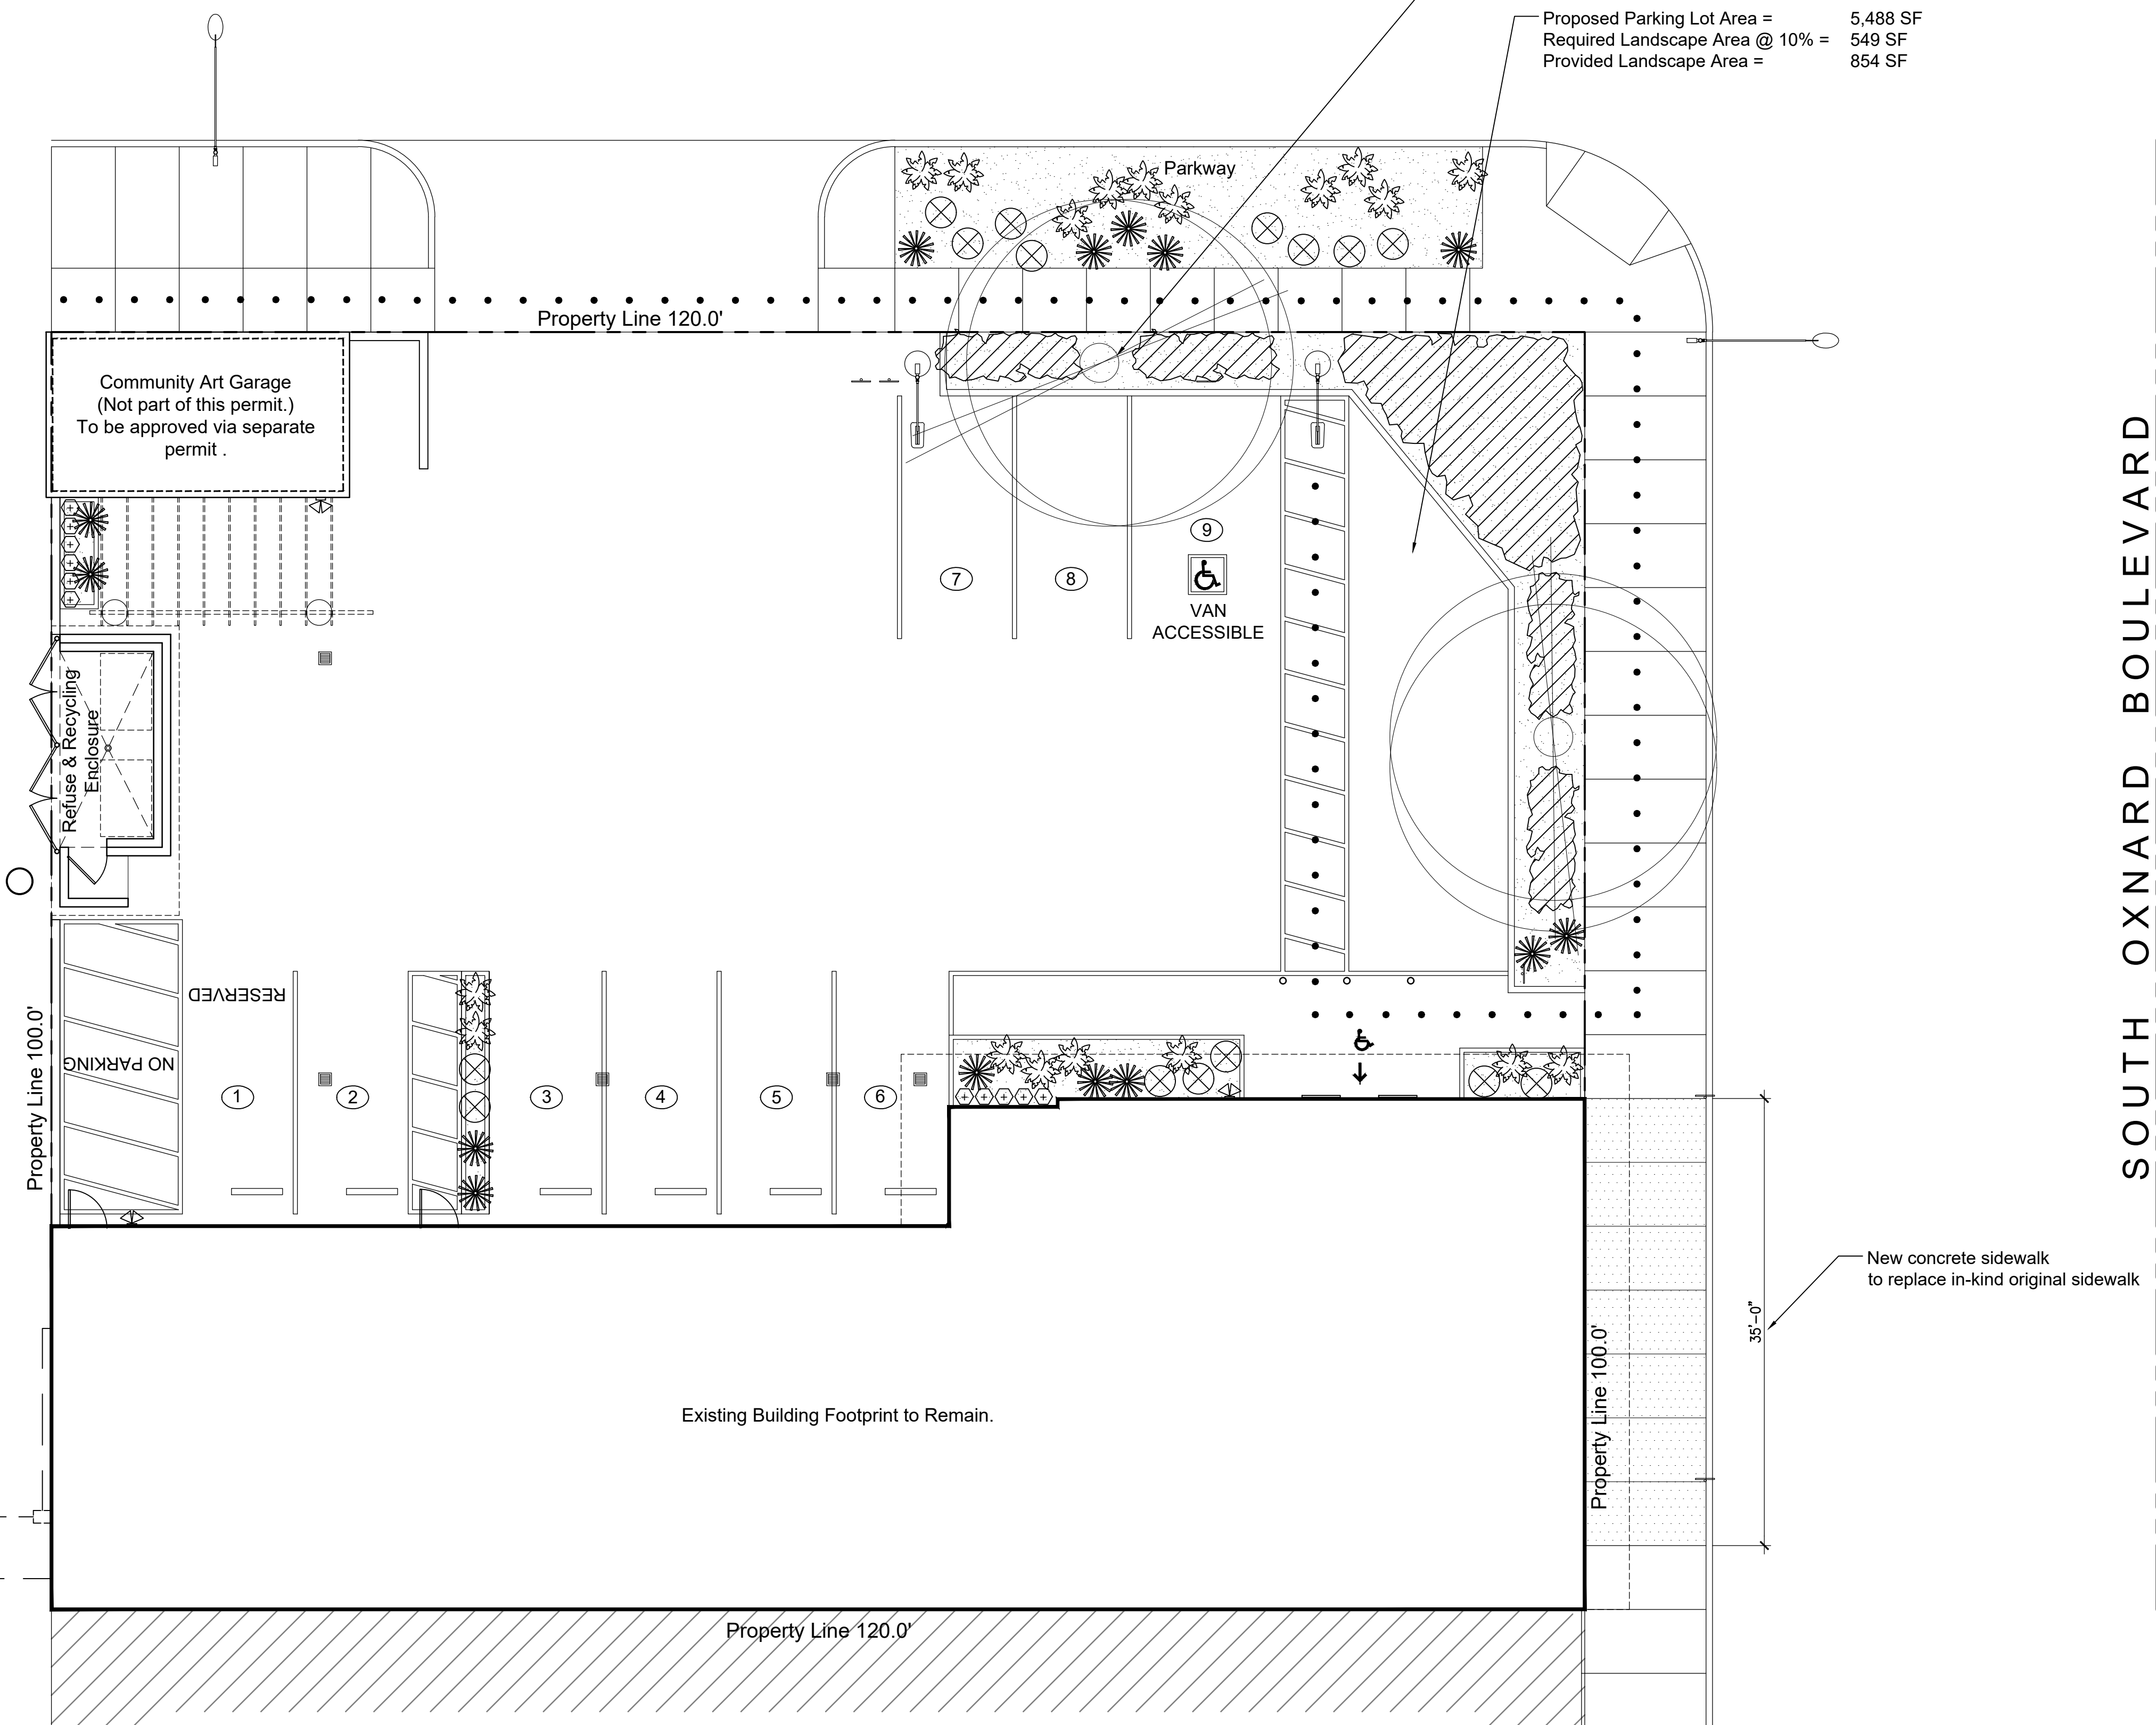 Proposed Parking Lot Area = 5,488 SF
Required Landscape Area @ 10% = 549 SF
Provided Landscape Area = 854 SF
Parkway
Property Line 120.0'
Community Art Garage
(Not part of this permit.)
To be approved via separate
permit .
9
7
8
VAN
ACCESSIBLE
Refuse & Recycling
Enclosure
SOUTH OXNARD BOULEVARD
RESERVED
NO PARKING
Property Line 100.0'
1
2
3
4
5
6
New concrete sidewalk
to replace in-kind original sidewalk
35'-0"
Property Line 100.0'
Existing Building Footprint to Remain.
Property Line 120.0'